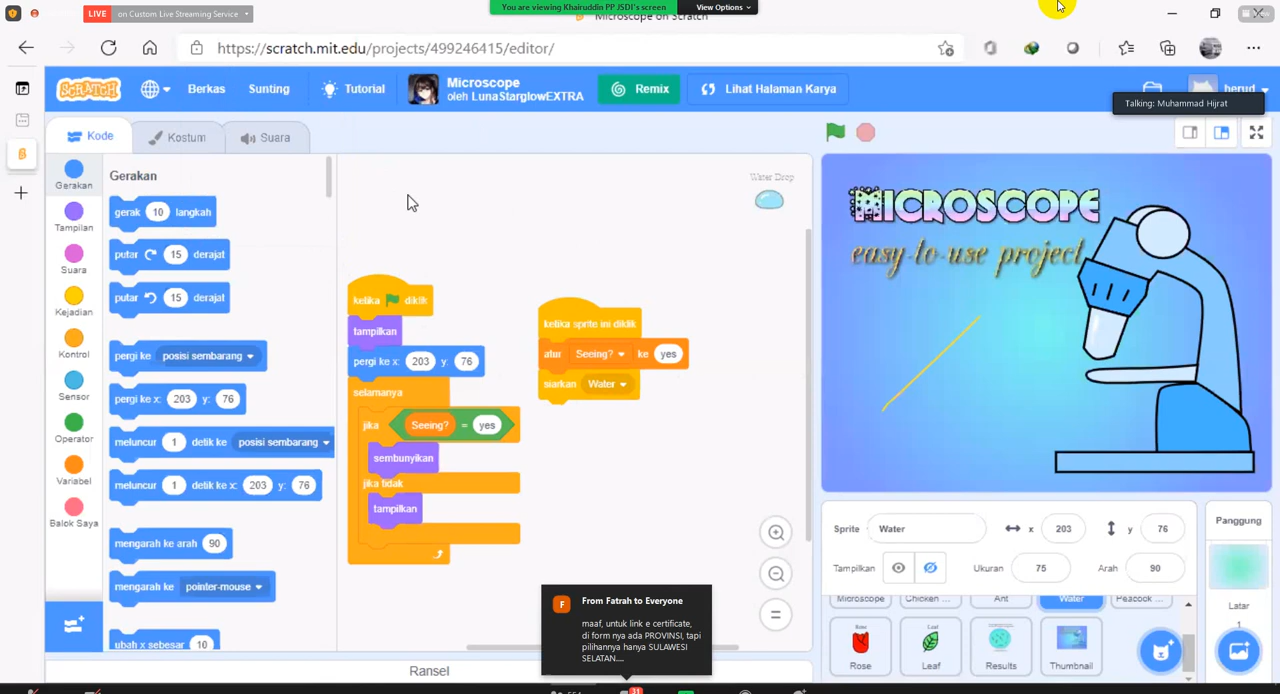 LIVE on Custom Live Streaming Service
You are viewing Khairuddin PP JSDI's screen
View Options
Microscope on Scratch
https://scratch.mit.edu/projects/499246415/editor/
SCRATCH
Berkas
Sunting
Tutorial
Microscope
oleh LunaStarglowEXTRA
Remix
Lihat Halaman Karya
berud
Talking: Muhammad Hijrat
Kode
Kostum
Suara
Gerakan
Tampilan
Suara
Kejadian
Kontrol
Sensor
Operator
Variabel
Balok Saya
Gerakan
gerak 10 langkah
putar 15 derajat
putar 15 derajat
pergi ke posisi sembarang
pergi ke x: 203 y: 76
meluncur 1 detik ke posisi sembarang
meluncur 1 detik ke x: 203 y: 76
mengarah ke arah 90
mengarah ke pointer-mouse
ubah x sebesar 10
Water Drop
ketika diklik
tampilkan
pergi ke x: 203 y: 76
selamanya
jika Seeing? = yes
sembunyikan
jika tidak
tampilkan
ketika sprite ini diklik
atur Seeing? ke yes
siarkan Water
MICROSCOPE
easy-to-use project
Sprite Water x 203 y 76
Tampilkan Ukuran 75 Arah 90
Microscope
Chicken ...
Ant
Water
Peacock ...
Rose
Leaf
Results
Thumbnail
Panggung
Latar
1
From Fatrah to Everyone
maaf, untuk link e certificate,
di form nya ada PROVINSI, tapi
pilihannya hanya SULAWESI
SELATAN....
Ransel
31